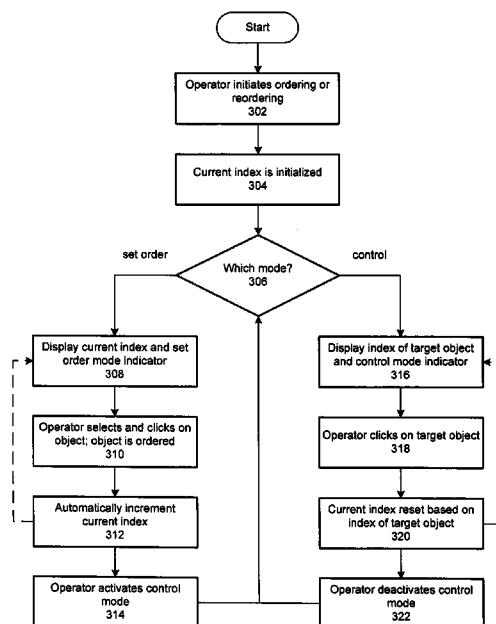 Start
Operator initiates ordering or
reordering
302
Current index is initialized
304
Which mode?
306
set order
control
Display current index and set
order mode indicator
308
Operator selects and clicks on
object; object is ordered
310
Automatically increment
current index
312
Operator activates control
mode
314
Display index of target object
and control mode indicator
316
Operator clicks on target object
318
Current index reset based on
index of target object
320
Operator deactivates control
mode
322